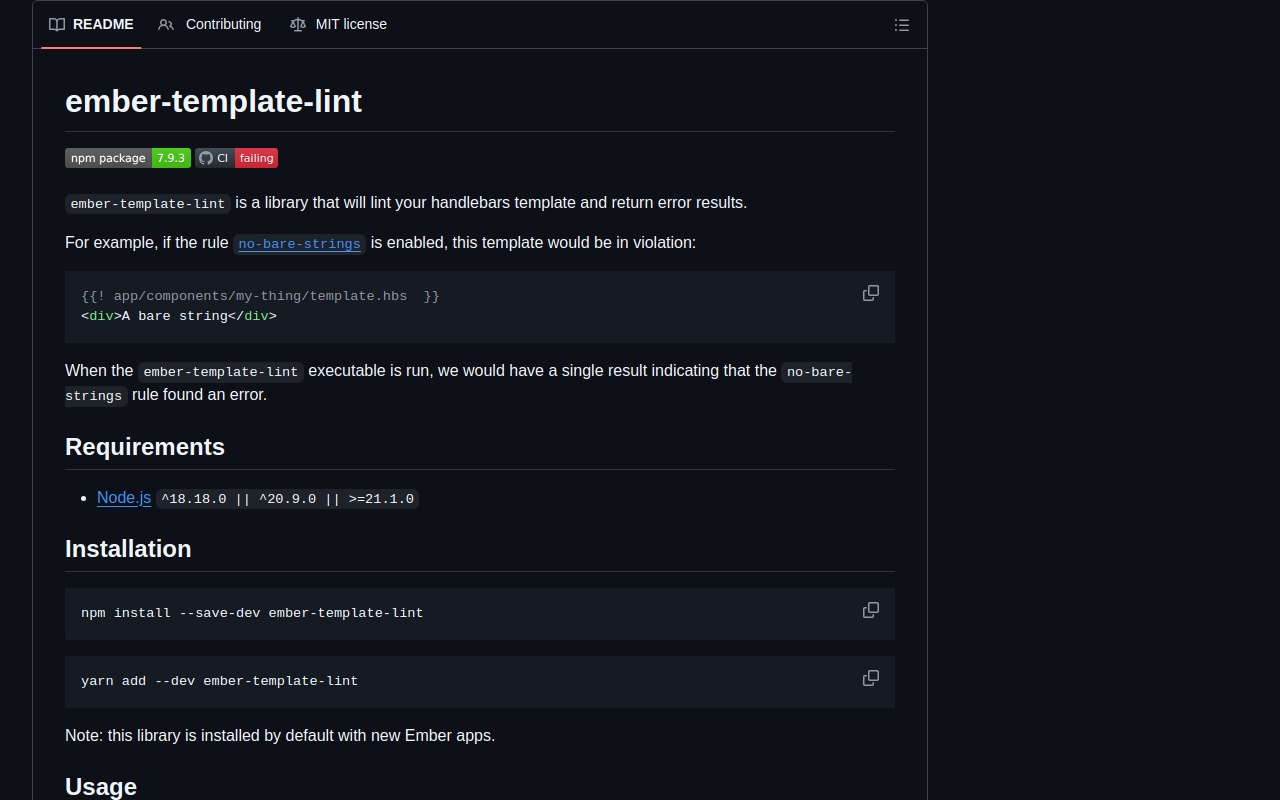 README Contributing MIT license
ember-template-lint
npm package 7.9.3 CI failing
ember-template-lint is a library that will lint your handlebars template and return error results.
For example, if the rule no-bare-strings is enabled, this template would be in violation:
{{! app/components/my-thing/template.hbs  }}
<div>A bare string</div>
When the ember-template-lint executable is run, we would have a single result indicating that the no-bare-
strings rule found an error.
Requirements
• Node.js ^18.18.0 || ^20.9.0 || >=21.1.0
Installation
npm install --save-dev ember-template-lint
yarn add --dev ember-template-lint
Note: this library is installed by default with new Ember apps.
Usage